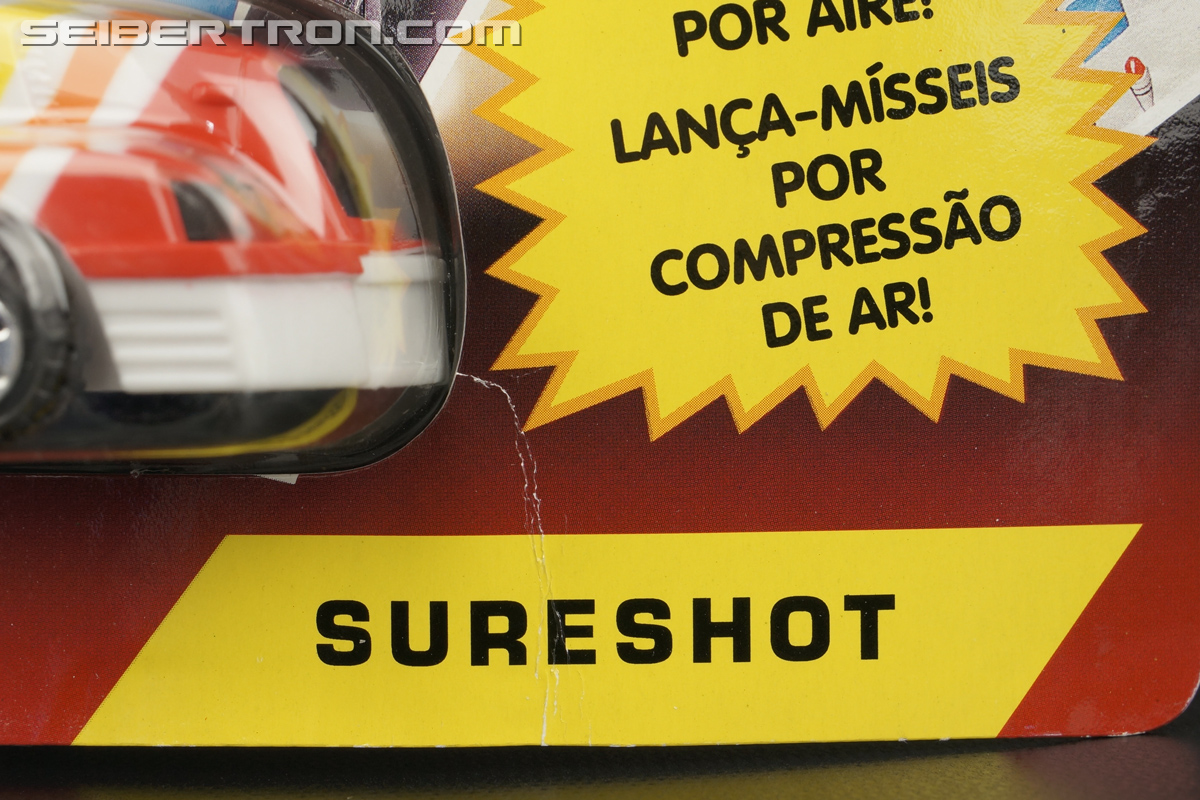 SEIBERTRON.com
POR AIRE!
LANÇA-MÍSSEIS
POR
COMPRESSÃO
DE AR!
SURESHOT